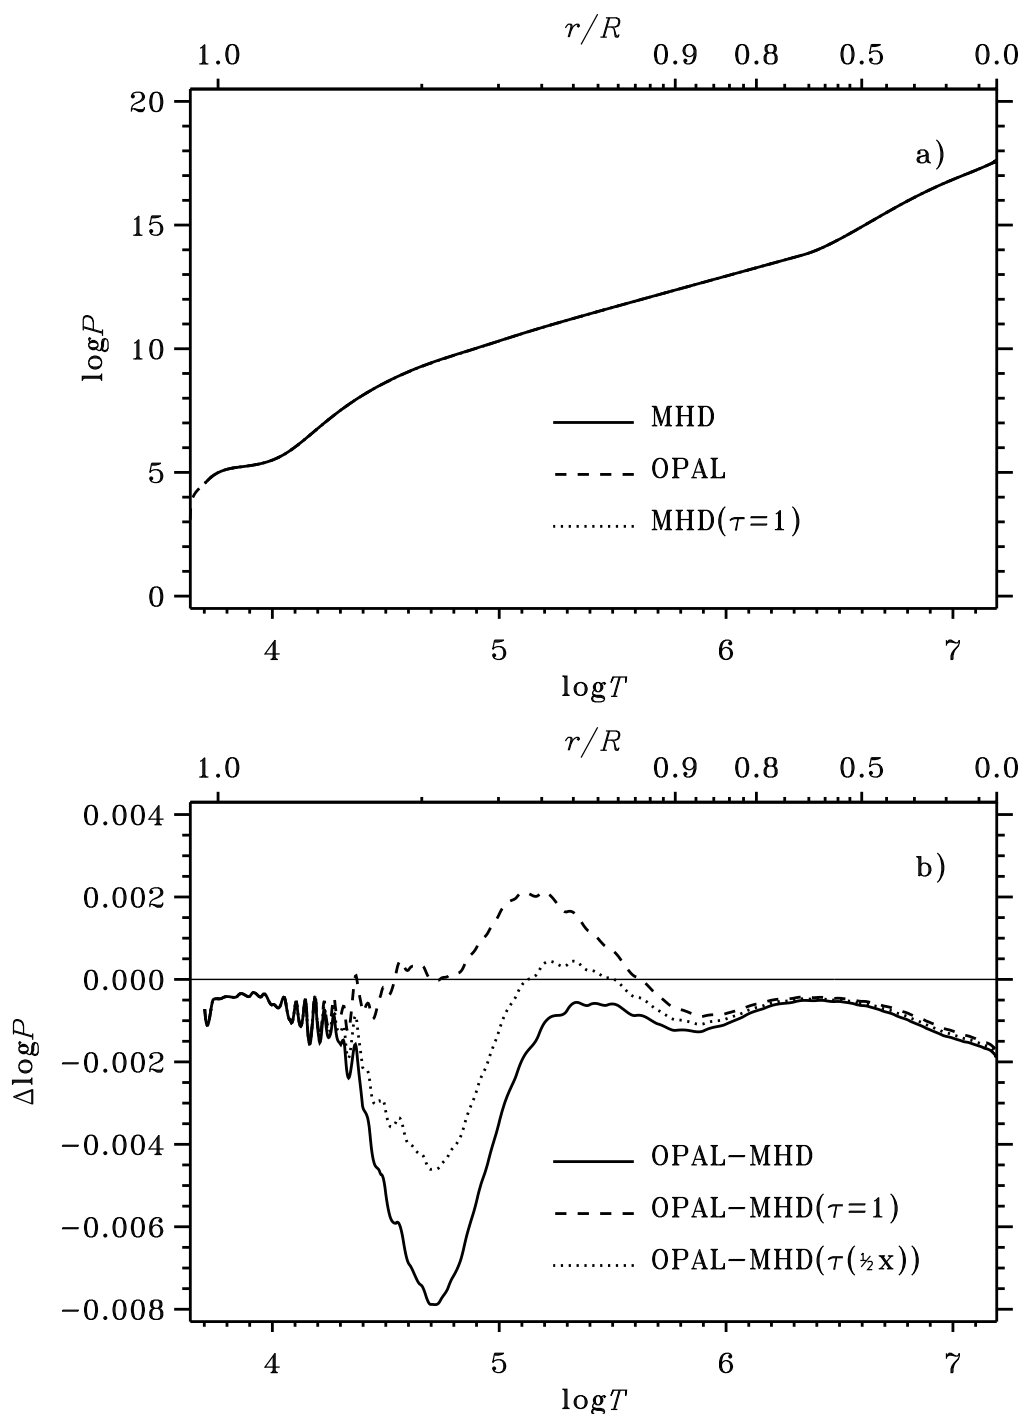 r/R
1.0 0.9 0.8 0.5 0.0
20
a)
15
logP
10
MHD
OPAL
5
MHD(τ=1)
0
4 5 6 7
logT
r/R
1.0 0.9 0.8 0.5 0.0
0.004
b)
0.002
0.000
−0.002
ΔlogP
−0.004
OPAL−MHD
−0.006
OPAL−MHD(τ=1)
OPAL−MHD(τ(½x))
−0.008
4 5 6 7
logT